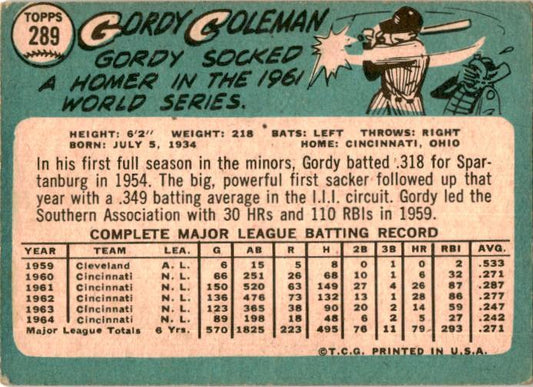 TOPPS
289
GORDY COLEMAN
GORDY SOCKED
A HOMER IN THE 1961
WORLD SERIES.
HEIGHT: 6'2" WEIGHT: 218 BATS: LEFT THROWS: RIGHT
BORN: JULY 5, 1934 HOME: CINCINNATI, OHIO
In his first full season in the minors, Gordy batted .318 for Spar-
tanburg in 1954. The big, powerful first sacker followed up that
year with a .349 batting average in the I.I.I. circuit. Gordy led the
Southern Association with 30 HRs and 110 RBIs in 1959.
COMPLETE MAJOR LEAGUE BATTING RECORD
YEAR TEAM LEA. G AB R H 2B 3B HR RBI AVG.
1959 Cleveland A. L. 6 15 5 8 0 1 0 2 .533
1960 Cincinnati N. L. 66 251 26 68 10 1 6 32 .271
1961 Cincinnati N. L. 150 520 63 149 27 4 26 87 .287
1962 Cincinnati N. L. 136 476 73 132 13 1 28 86 .277
1963 Cincinnati N. L. 123 365 38 90 20 2 14 59 .247
1964 Cincinnati N. L. 89 198 18 48 6 2 5 27 .242
Major League Totals 6 Yrs. 570 1825 223 495 76 11 79 293 .271
©T.C.G. PRINTED IN U.S.A.